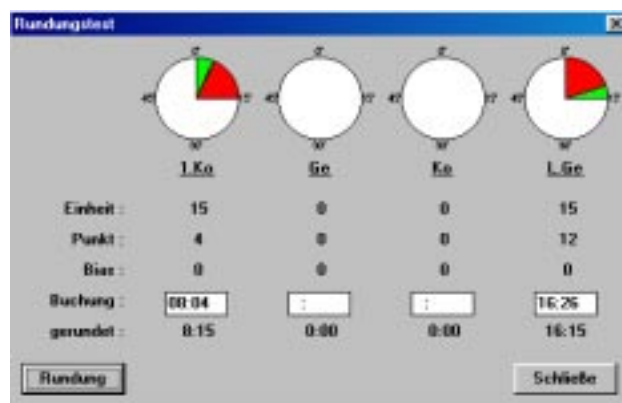 Rundungstest
0' 0' 0' 0'
45' 15' 45' 15' 45' 15' 45' 15'
30' 30' 30' 30'
1.Ko Ge Ko L.Ge
Einheit : 15 0 0 15
Punkt : 4 0 0 12
Bias : 0 0 0 0
Buchung : 08:04 : : 16:26
gerundet : 8:15 0:00 0:00 16:15
Rundung Schließe